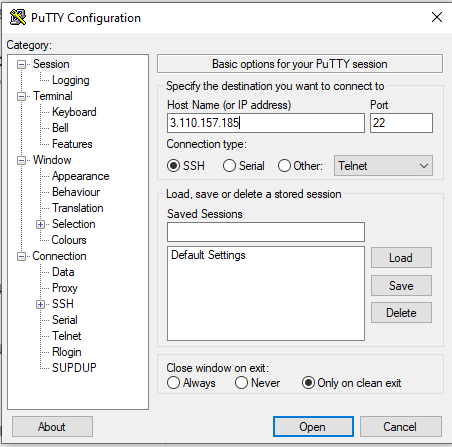 PuTTY Configuration
Category:
Session
Logging
Terminal
Keyboard
Bell
Features
Window
Appearance
Behaviour
Translation
Selection
Colours
Connection
Data
Proxy
SSH
Serial
Telnet
Rlogin
SUPDUP
Basic options for your PuTTY session
Specify the destination you want to connect to
Host Name (or IP address) Port
3.110.157.185 22
Connection type:
SSH Serial Other: Telnet
Load, save or delete a stored session
Saved Sessions
Default Settings
Load
Save
Delete
Close window on exit:
Always Never Only on clean exit
About Open Cancel